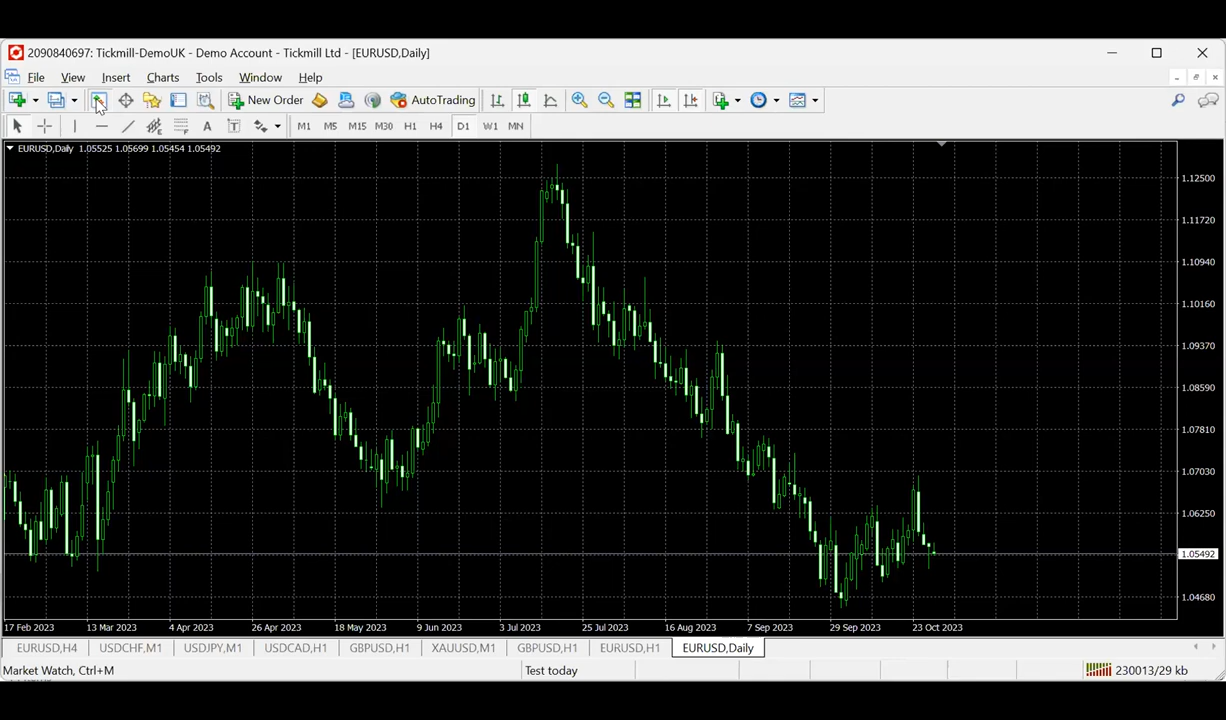 2090840697: Tickmill-DemoUK - Demo Account - Tickmill Ltd - [EURUSD,Daily]
File View Insert Charts Tools Window Help
New Order AutoTrading
A T M1 M5 M15 M30 H1 H4 D1 W1 MN
EURUSD,Daily 1.05525 1.05699 1.05454 1.05492
1.12500
1.11720
1.10940
1.10160
1.09370
1.08590
1.07810
1.07030
1.06250
1.05492
1.04680
17 Feb 2023 13 Mar 2023 4 Apr 2023 26 Apr 2023 18 May 2023 9 Jun 2023 3 Jul 2023 25 Jul 2023 16 Aug 2023 7 Sep 2023 29 Sep 2023 23 Oct 2023
EURUSD,H4 USDCHF,M1 USDJPY,M1 USDCAD,H1 GBPUSD,H1 XAUUSD,M1 GBPUSD,H1 EURUSD,H1 EURUSD,Daily
Market Watch, Ctrl+M Test today 230013/29 kb